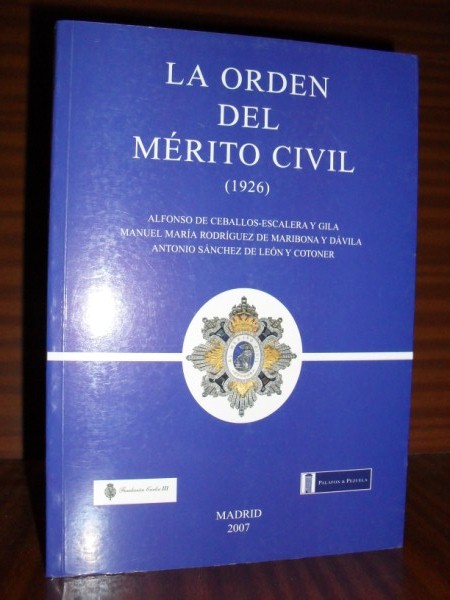 LA ORDEN
DEL
MÉRITO CIVIL
(1926)
ALFONSO DE CEBALLOS-ESCALERA Y GILA
MANUEL MARÍA RODRÍGUEZ DE MARIBONA Y DÁVILA
ANTONIO SÁNCHEZ DE LEÓN Y COTONER
Fundación Carlos III
PALAFOX & PEZUELA
MADRID
2007